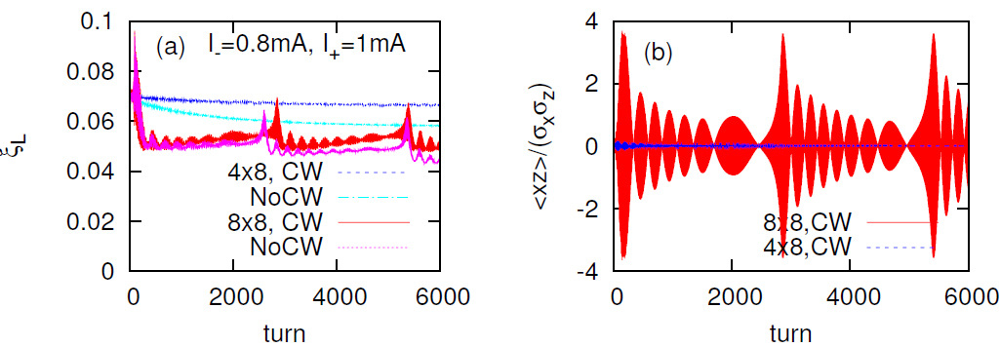 0.1
(a) I-=0.8mA, I+=1mA
0.08
0.06
ξL
0.04
4x8, CW
NoCW
0.02
8x8, CW
NoCW
0
0 2000 4000 6000
turn
4
(b)
2
<xz>/(σxσz)
0
-2
8x8,CW
4x8,CW
-4
0 2000 4000 6000
turn